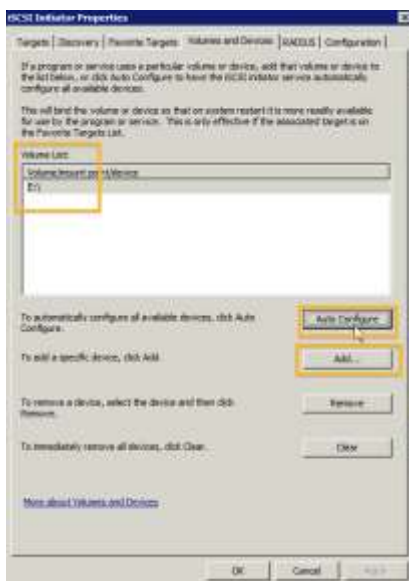 iSCSI Initiator Properties
Targets | Discovery | Favorite Targets | Volumes and Devices | RADIUS | Configuration
If a program or service uses a particular volume or device, add that volume or device to
the list below, or click Auto Configure to have the iSCSI initiator service automatically
configure all available devices.
This will bind the volume or device so that on system restart it is more readily available
for use by the program or service. This is only effective if the associated target is on
the Favorite Targets List.
Volume List:
Volume/mount point/device
E:\
To automatically configure all available devices, click Auto
Configure.
Auto Configure
To add a specific device, click Add.
Add...
To remove a device, select the device and then click
Remove.
Remove
To immediately remove all devices, click Clear.
Clear
More about Volumes and Devices
OK
Cancel
Apply